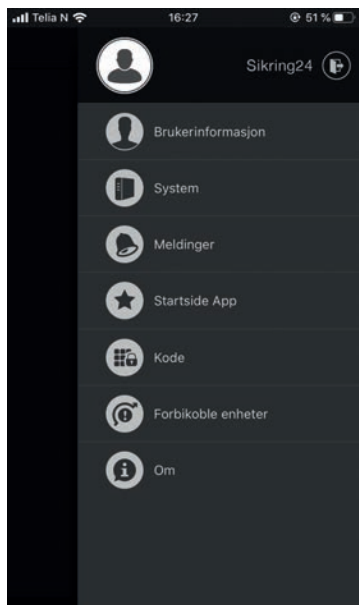 Telia N 16:27 51 %
Sikring24
Brukerinformasjon
System
Meldinger
Startside App
Kode
Forbikoble enheter
Om